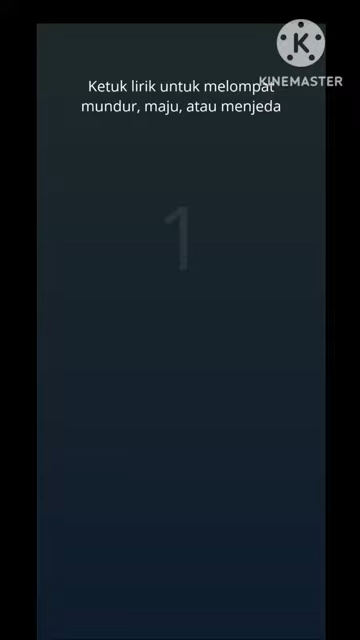 K
KINEMASTER
Ketuk lirik untuk melompat
mundur, maju, atau menjeda
1